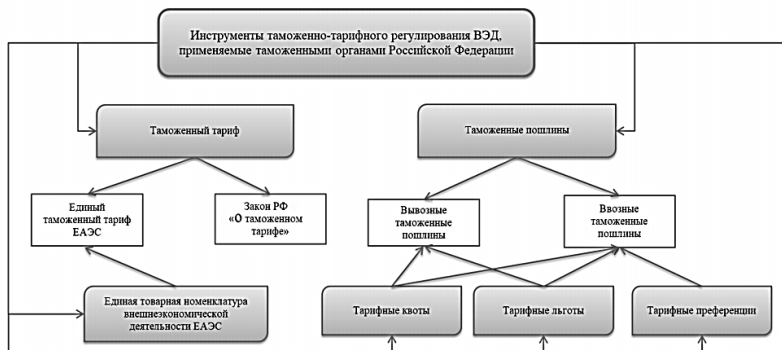 Инструменты таможенно-тарифного регулирования ВЭД,
применяемые таможенными органами Российской Федерации
Таможенный тариф
Таможенные пошлины
Единый
таможенный тариф
ЕАЭС
Закон РФ
«О таможенном
тарифе»
Вывозные
таможенные
пошлины
Ввозные
таможенные
пошлины
Единая товарная номенклатура
внешнеэкономической
деятельности ЕАЭС
Тарифные квоты
Тарифные льготы
Тарифные преференции